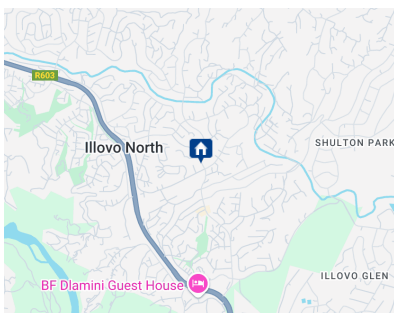 R603
Illovo North
SHULTON PARK
ILLOVO GLEN
BF Dlamini Guest House